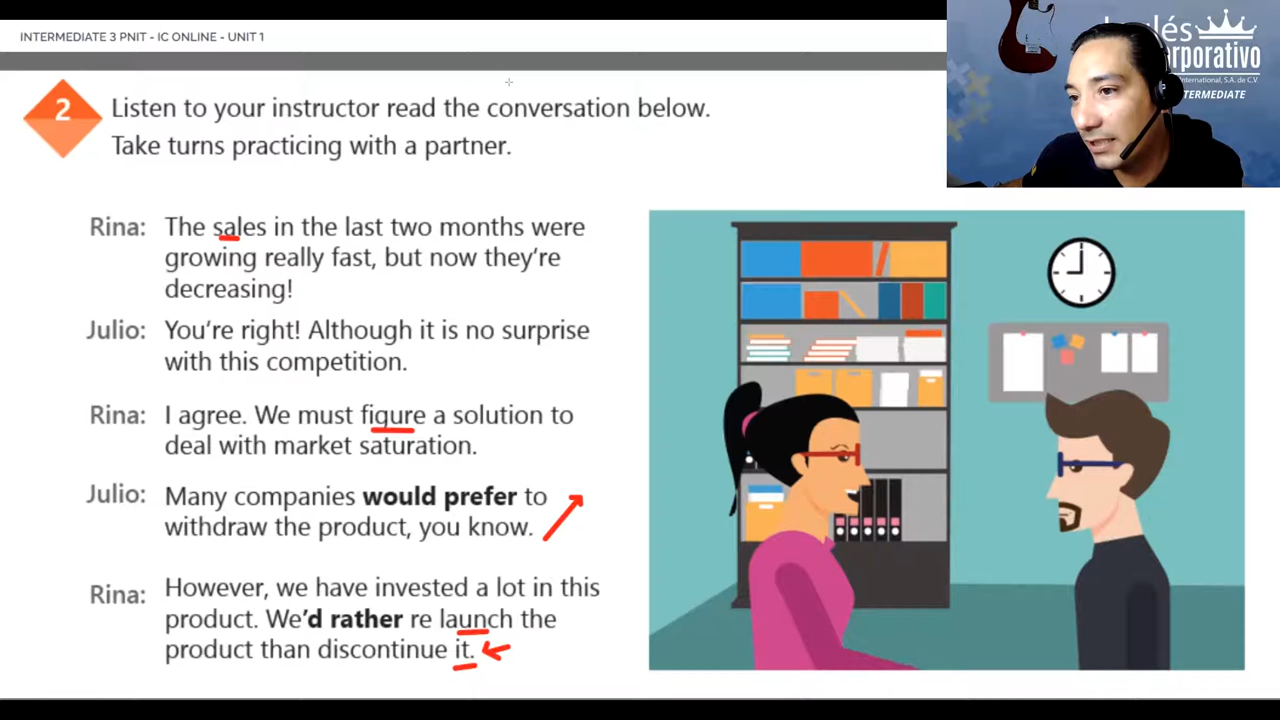 INTERMEDIATE 3 PNIT - IC ONLINE - UNIT 1
2
Listen to your instructor read the conversation below.
Take turns practicing with a partner.
Rina: The sales in the last two months were
growing really fast, but now they're
decreasing!
Julio: You're right! Although it is no surprise
with this competition.
Rina: I agree. We must figure a solution to
deal with market saturation.
Julio: Many companies would prefer to
withdraw the product, you know.
Rina: However, we have invested a lot in this
product. We'd rather re launch the
product than discontinue it.